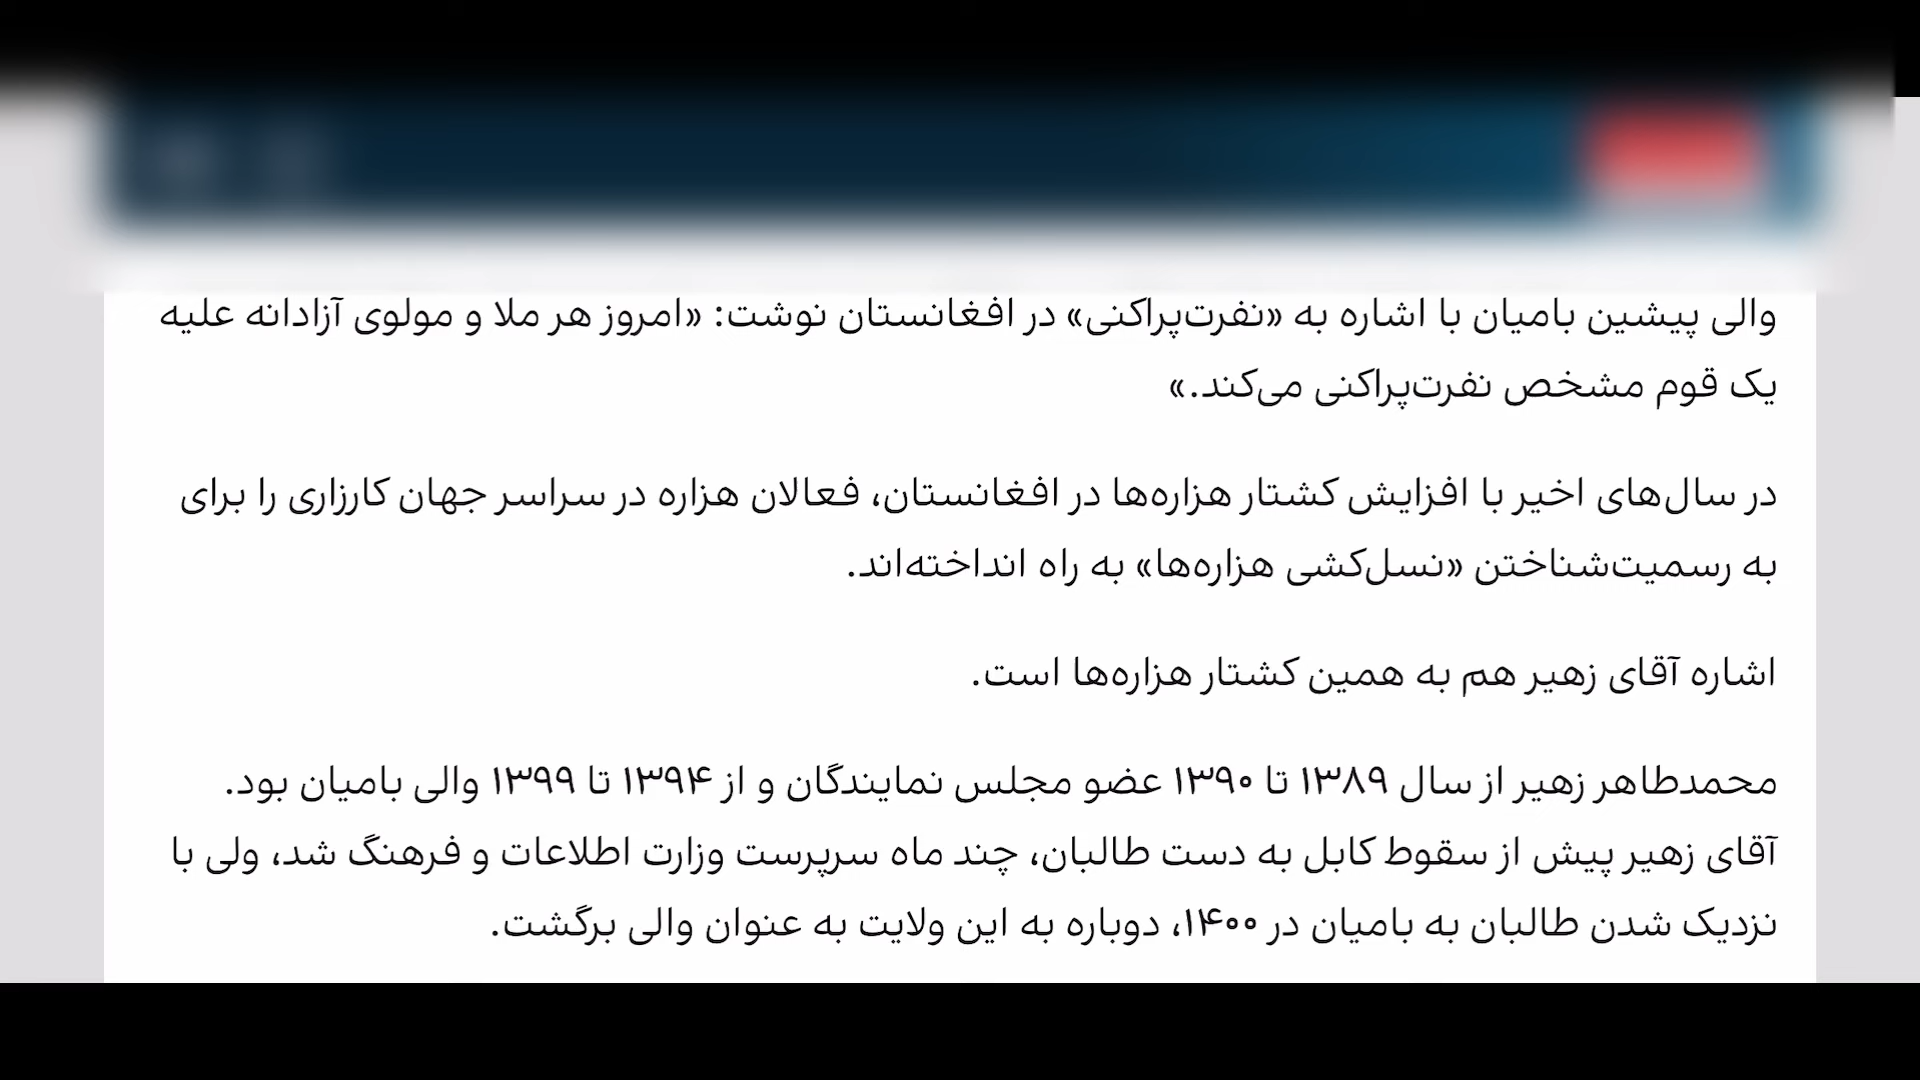 والی پیشین بامیان با اشاره به «نفرت‌پراکنی» در افغانستان نوشت: «امروز هر ملا و مولوی آزادانه علیه
یک قوم مشخص نفرت‌پراکنی می‌کند.»
در سال‌های اخیر با افزایش کشتار هزاره‌ها در افغانستان، فعالان هزاره در سراسر جهان کارزاری را برای
به رسمیت‌شناختن «نسل‌کشی هزاره‌ها» به راه انداخته‌اند.
اشاره آقای زهیر هم به همین کشتار هزاره‌ها است.
محمدطاهر زهیر از سال ۱۳۸۹ تا ۱۳۹۰ عضو مجلس نمایندگان و از ۱۳۹۴ تا ۱۳۹۹ والی بامیان بود.
آقای زهیر پیش از سقوط کابل به دست طالبان، چند ماه سرپرست وزارت اطلاعات و فرهنگ شد، ولی با
نزدیک شدن طالبان به بامیان در ۱۴۰۰، دوباره به این ولایت به عنوان والی برگشت.